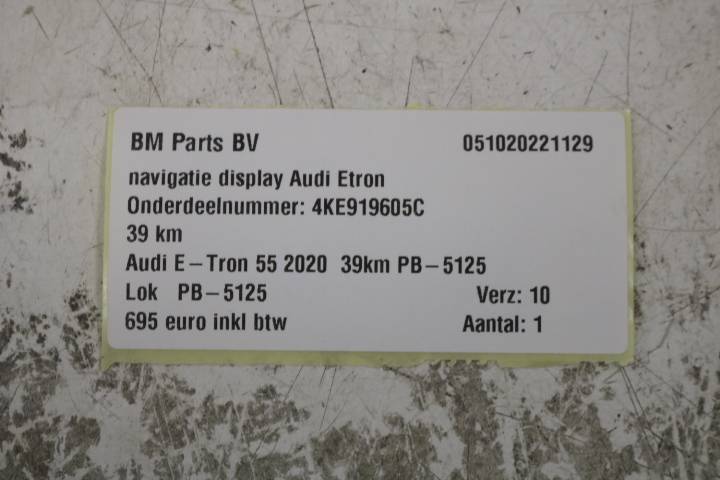 BM Parts BV 051020221129
navigatie display Audi Etron
Onderdeelnummer: 4KE919605C
39 km
Audi E-Tron 55 2020 39km PB-5125
Lok PB-5125 Verz: 10
695 euro inkl btw Aantal: 1